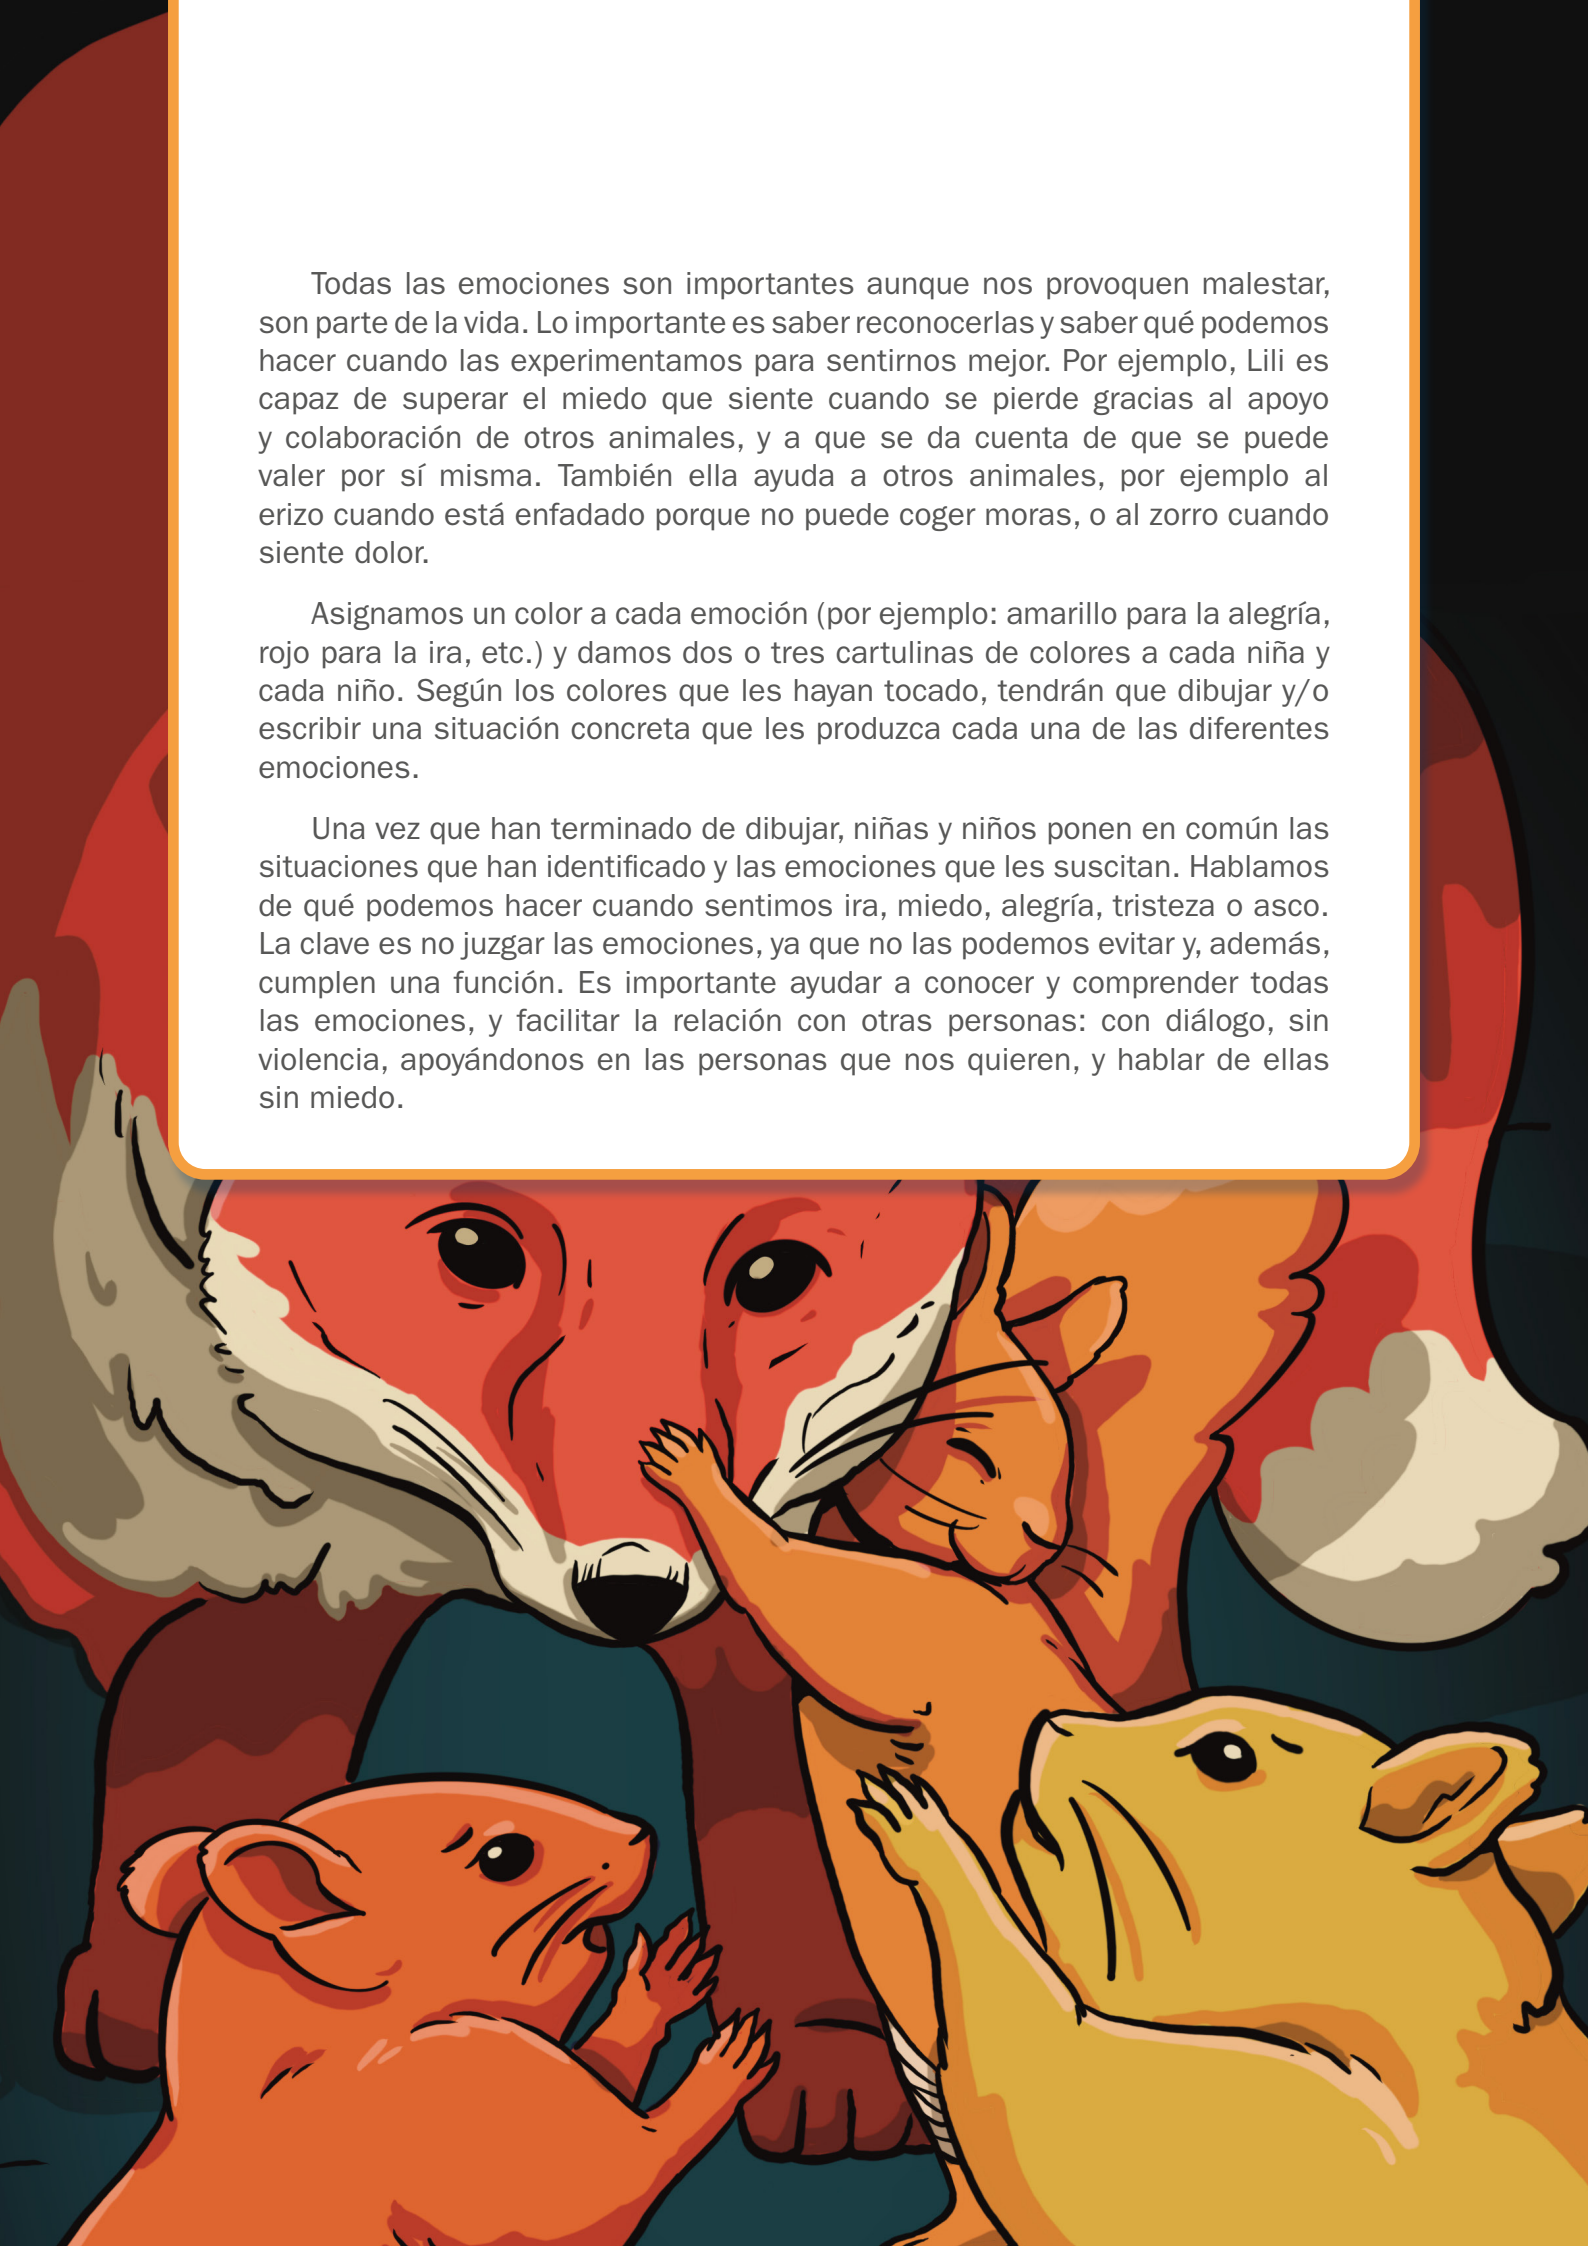 Todas las emociones son importantes aunque nos provoquen malestar,
son parte de la vida. Lo importante es saber reconocerlas y saber qué podemos
hacer cuando las experimentamos para sentirnos mejor. Por ejemplo, Lili es
capaz de superar el miedo que siente cuando se pierde gracias al apoyo
y colaboración de otros animales, y a que se da cuenta de que se puede
valer por sí misma. También ella ayuda a otros animales, por ejemplo al
erizo cuando está enfadado porque no puede coger moras, o al zorro cuando
siente dolor.
Asignamos un color a cada emoción (por ejemplo: amarillo para la alegría,
rojo para la ira, etc.) y damos dos o tres cartulinas de colores a cada niña y
cada niño. Según los colores que les hayan tocado, tendrán que dibujar y/o
escribir una situación concreta que les produzca cada una de las diferentes
emociones.
Una vez que han terminado de dibujar, niñas y niños ponen en común las
situaciones que han identificado y las emociones que les suscitan. Hablamos
de qué podemos hacer cuando sentimos ira, miedo, alegría, tristeza o asco.
La clave es no juzgar las emociones, ya que no las podemos evitar y, además,
cumplen una función. Es importante ayudar a conocer y comprender todas
las emociones, y facilitar la relación con otras personas: con diálogo, sin
violencia, apoyándonos en las personas que nos quieren, y hablar de ellas
sin miedo.